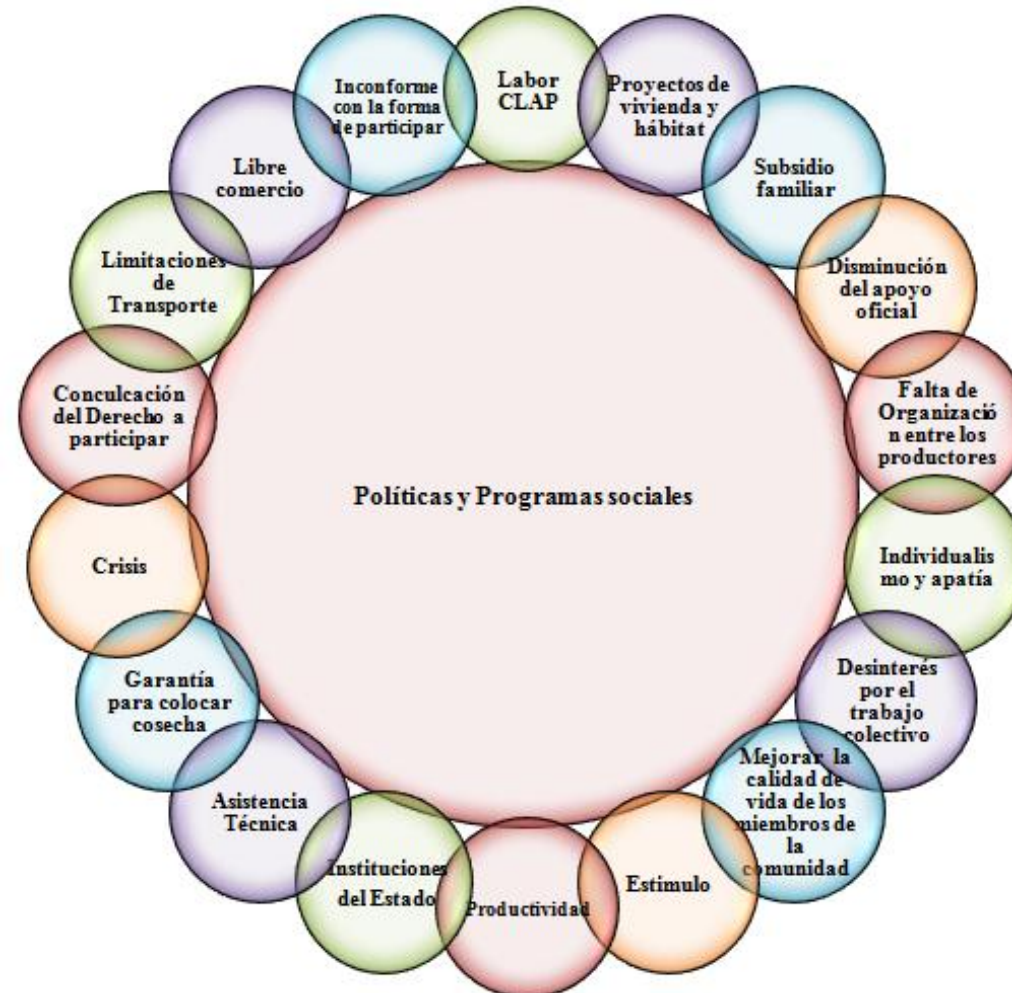 Labor
CLAP
Proyectos de
vivienda y
hábitat
Subsidio
familiar
Disminución
del apoyo
oficial
Falta de
Organizació
n entre los
productores
Individualis
mo y apatía
Desinterés
por el
trabajo
colectivo
Mejorar la
calidad de
vida de los
miembros de
la
comunidad
Estímulo
Productividad
Instituciones
del Estado
Asistencia
Técnica
Garantía
para colocar
cosecha
Crisis
Conculcación
del Derecho a
participar
Limitaciones
de
Transporte
Libre
comercio
Inconforme
con la forma
de participar
Políticas y Programas sociales